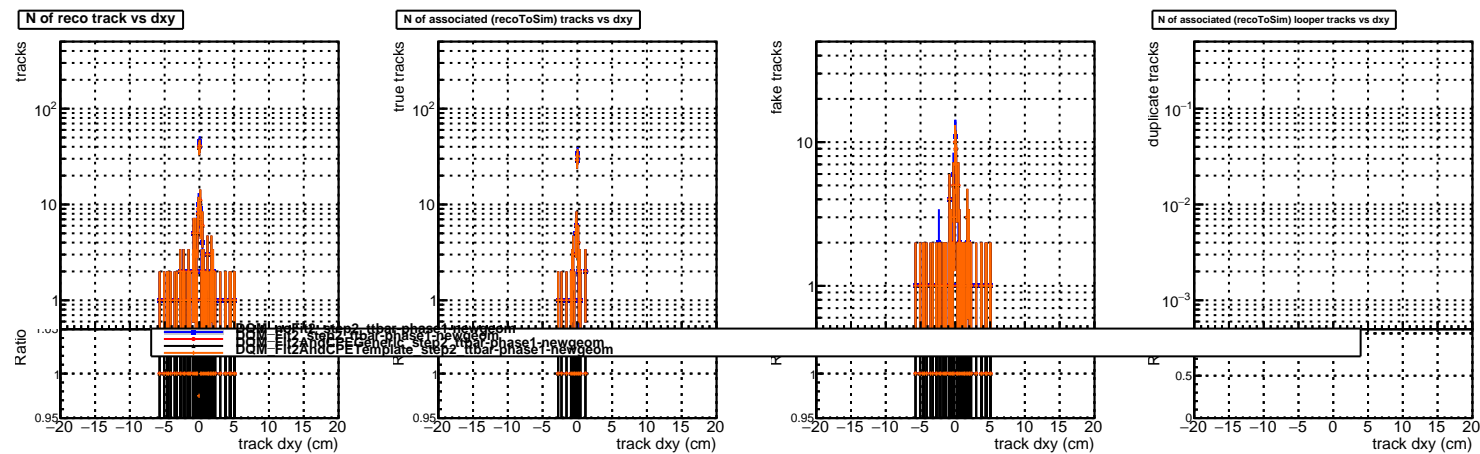 N of reco track vs dxy
N of associated (recoToSim) tracks vs dxy
N of associated (recoToSim) looper tracks vs dxy
tracks
10²
10
1
true tracks
10²
10
1
fake tracks
10
1
duplicate tracks
10⁻¹
10⁻²
10⁻³
DQM_Fit2_step2_ttbar-phase1-newgeom
DQM_Fit2AndCPEGeneric_step2_ttbar-phase1-newgeom
DQM_Fit2AndCPETemplate_step2_ttbar-phase1-newgeom
Ratio
1
0.95
1
0.95
1
0.95
0.5
0
−20 −15 −10 −5 0 5 10 15 20
−20 −15 −10 −5 0 5 10 15 20
−20 −15 −10 −5 0 5 10 15 20
−20 −15 −10 −5 0 5 10 15 20
track dxy (cm)
track dxy (cm)
track dxy (cm)
track dxy (cm)